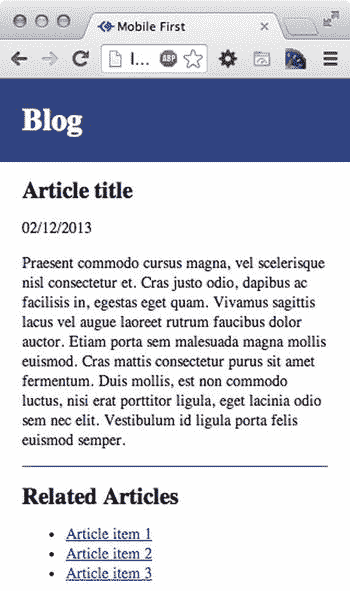 Mobile First
l...
ABP
Blog
Article title
02/12/2013
Praesent commodo cursus magna, vel scelerisque
nisl consectetur et. Cras justo odio, dapibus ac
facilisis in, egestas eget quam. Vivamus sagittis
lacus vel augue laoreet rutrum faucibus dolor
auctor. Etiam porta sem malesuada magna mollis
euismod. Cras mattis consectetur purus sit amet
fermentum. Duis mollis, est non commodo
luctus, nisi erat porttitor ligula, eget lacinia odio
sem nec elit. Vestibulum id ligula porta felis
euismod semper.
Related Articles
Article item 1
Article item 2
Article item 3